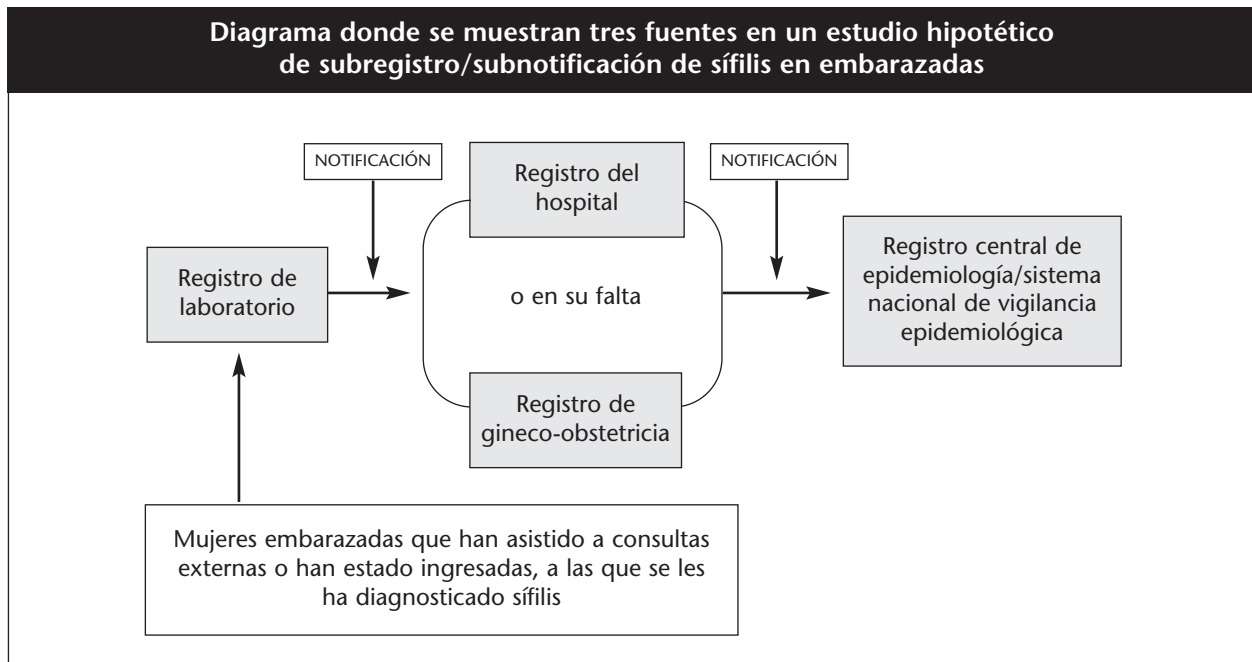 Diagrama donde se muestran tres fuentes en un estudio hipotético
de subregistro/subnotificación de sífilis en embarazadas
NOTIFICACIÓN
NOTIFICACIÓN
Registro del
hospital
Registro de
laboratorio
o en su falta
Registro central de
epidemiología/sistema
nacional de vigilancia
epidemiológica
Registro de
gineco-obstetricia
Mujeres embarazadas que han asistido a consultas
externas o han estado ingresadas, a las que se les
ha diagnosticado sífilis